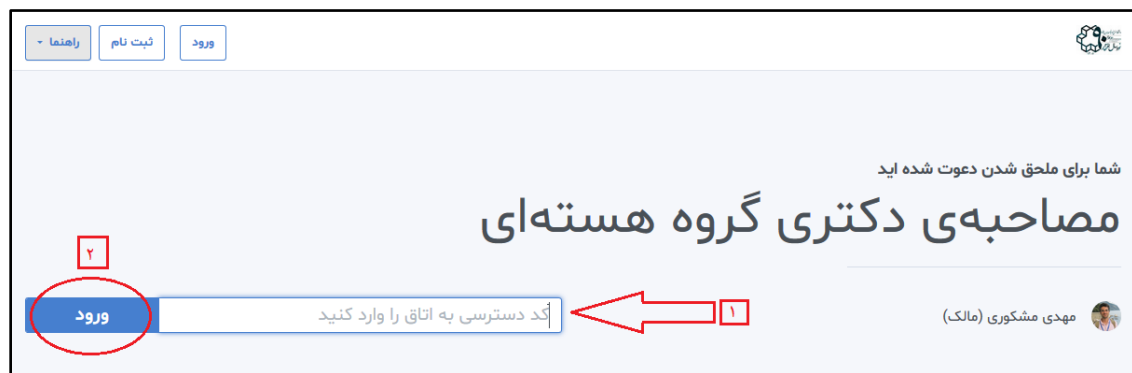 ورود
ثبت نام
راهنما
شما برای ملحق شدن دعوت شده اید
مصاحبه‌ی دکتری گروه هسته‌ای
۲
مهدی مشکوری (مالک)
۱
کد دسترسی به اتاق را وارد کنید
ورود